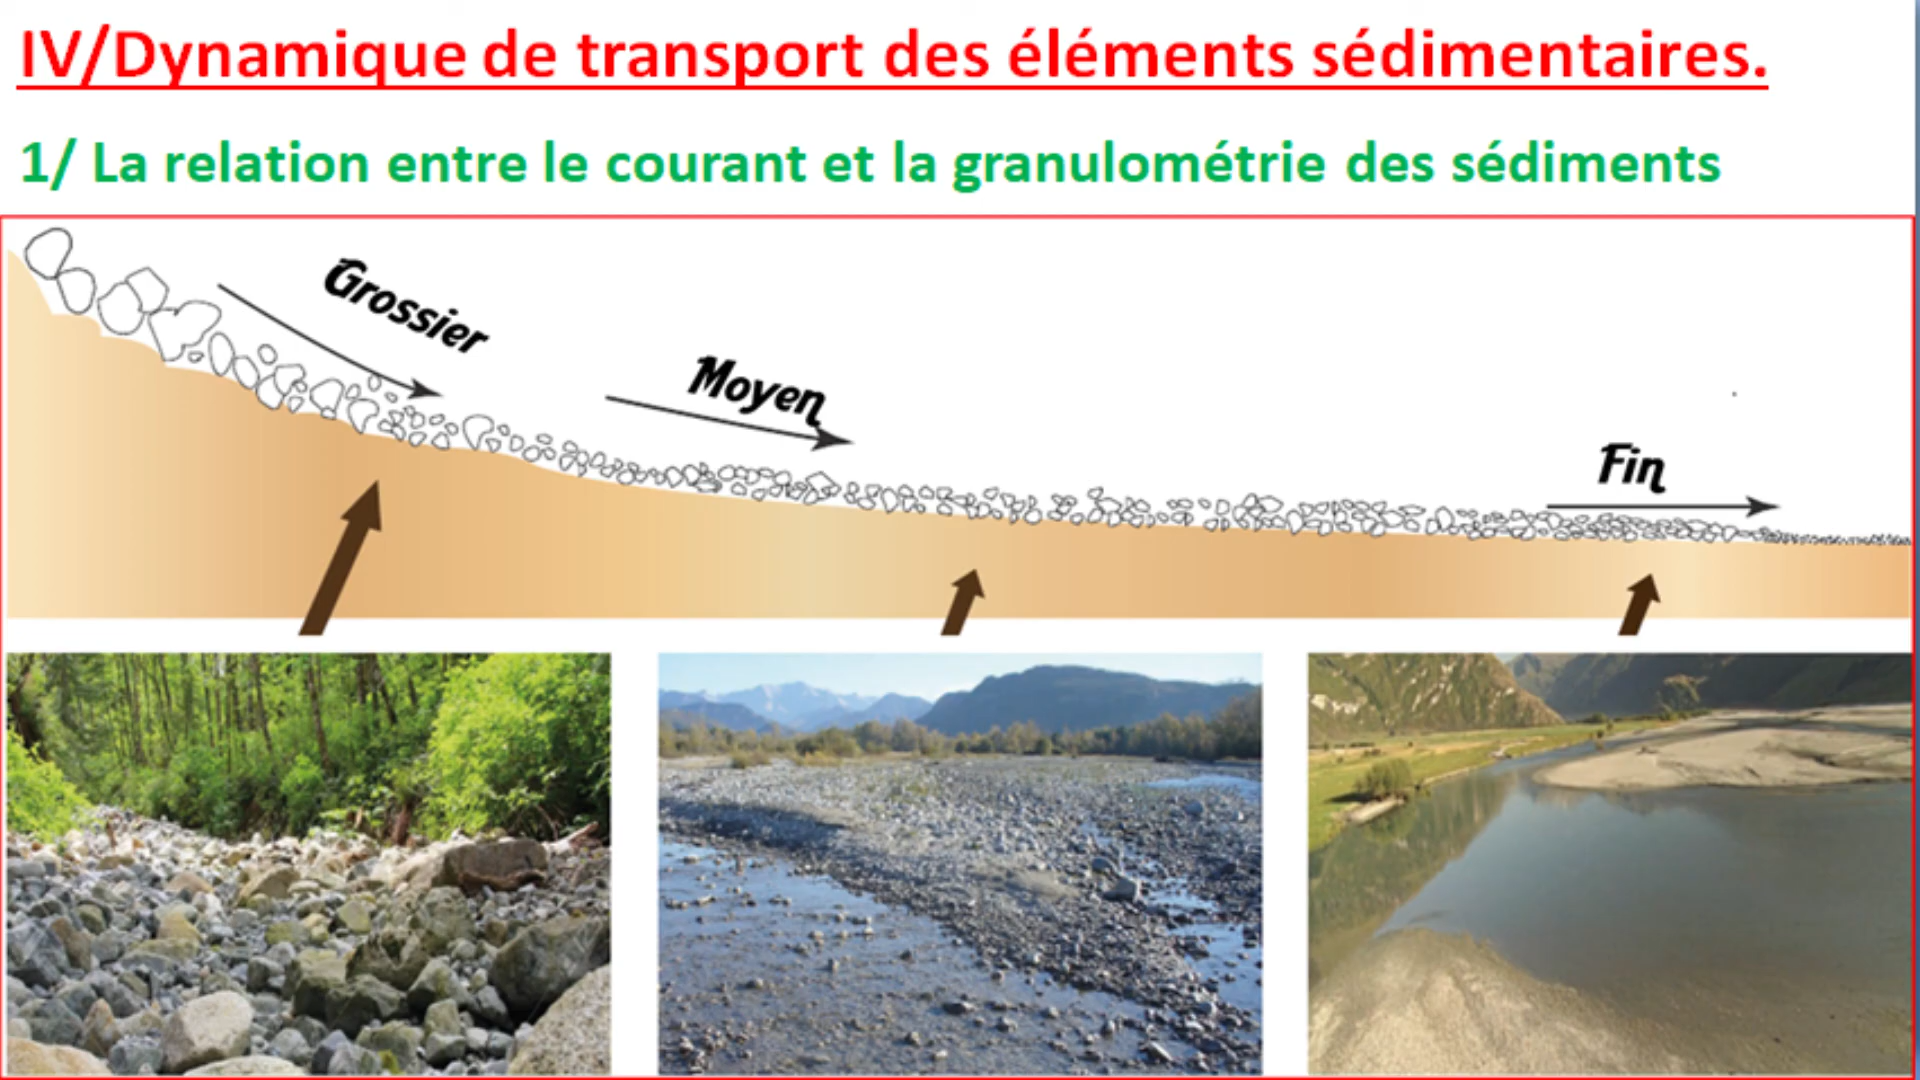 IV/Dynamique de transport des éléments sédimentaires.
1/ La relation entre le courant et la granulométrie des sédiments
Grossier
Moyen
Fin